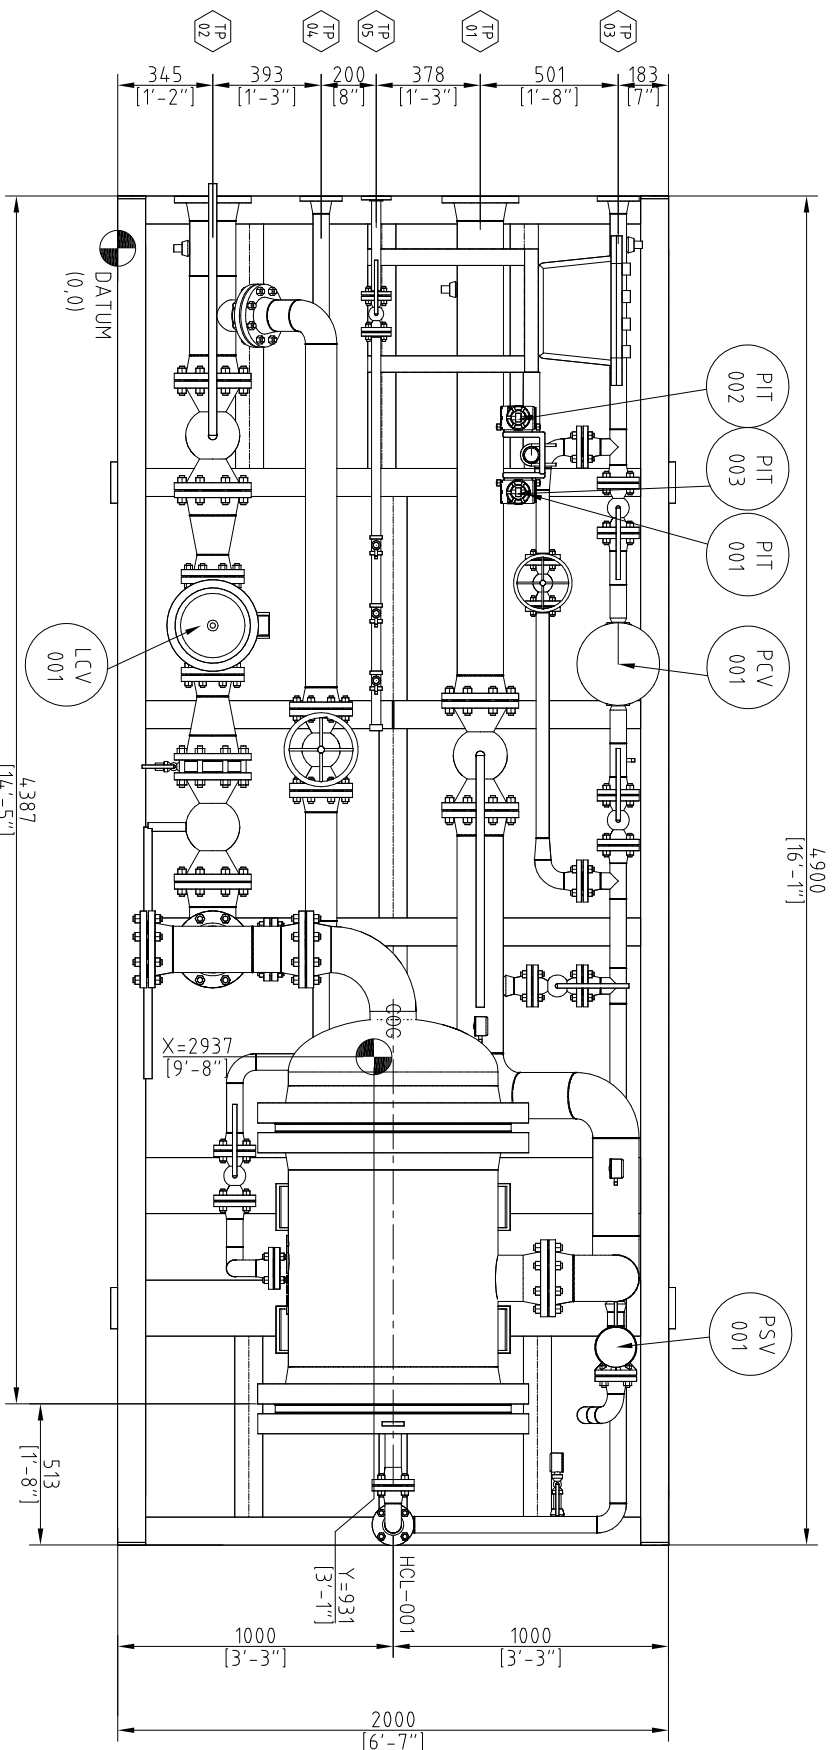 TP
02
TP
04
TP
05
TP
01
TP
03
345
[1'-2"]
393
[1'-3"]
200
[8"]
378
[1'-3"]
501
[1'-8"]
183
[7"]
DATUM
(0,0)
PIT
002
PIT
003
PIT
001
PCV
001
LCV
001
4387
[14'-5"]
4900
[16'-1"]
COG
X=2937
[9'-8"]
PSV
001
513
[1'-8"]
HCL-001
Y=931
[3'-1"]
1000
[3'-3"]
1000
[3'-3"]
2000
[6'-7"]